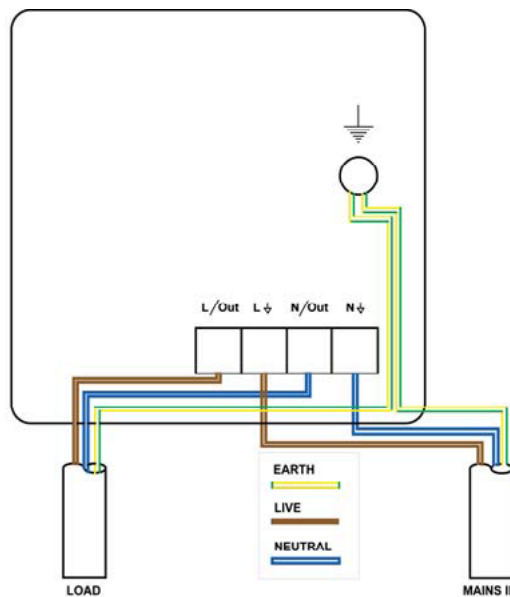 L/Out L N/Out N
EARTH
LIVE
NEUTRAL
LOAD
MAINS I